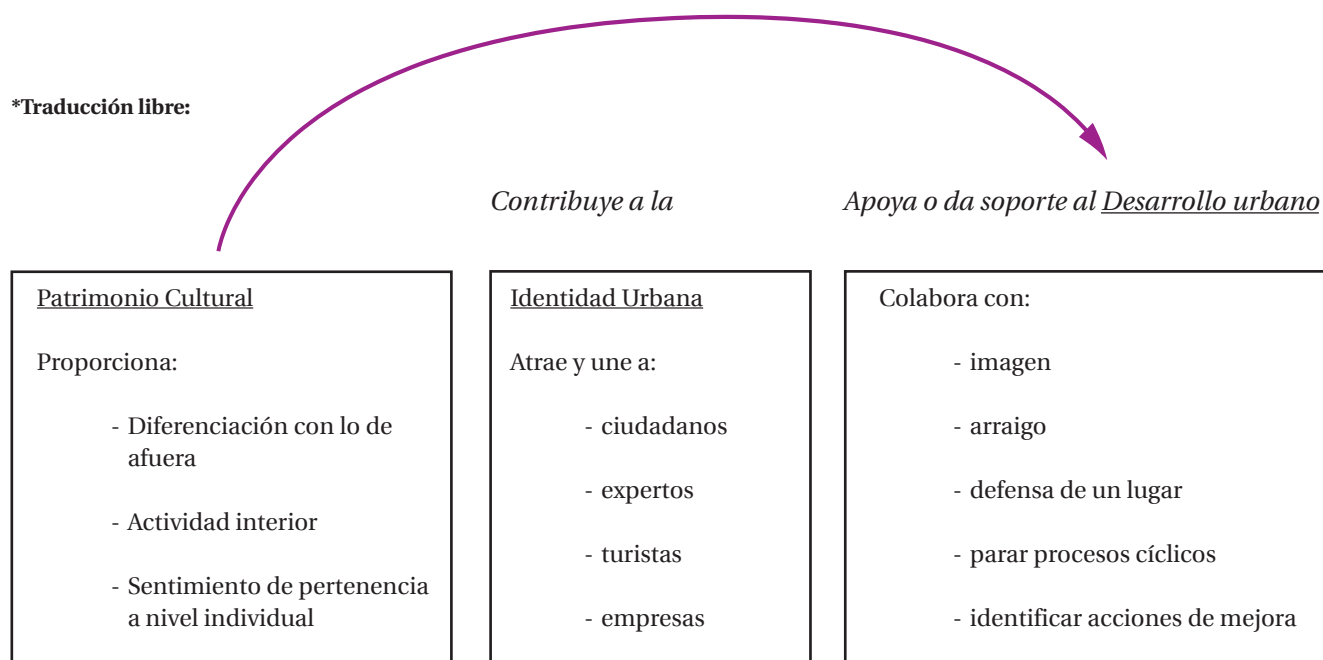 *Traducción libre:
Contribuye a la
Apoya o da soporte al Desarrollo urbano
Patrimonio Cultural
Proporciona:
- Diferenciación con lo de
afuera
- Actividad interior
- Sentimiento de pertenencia
a nivel individual
Identidad Urbana
Atrae y une a:
- ciudadanos
- expertos
- turistas
- empresas
Colabora con:
- imagen
- arraigo
- defensa de un lugar
- parar procesos cíclicos
- identificar acciones de mejora